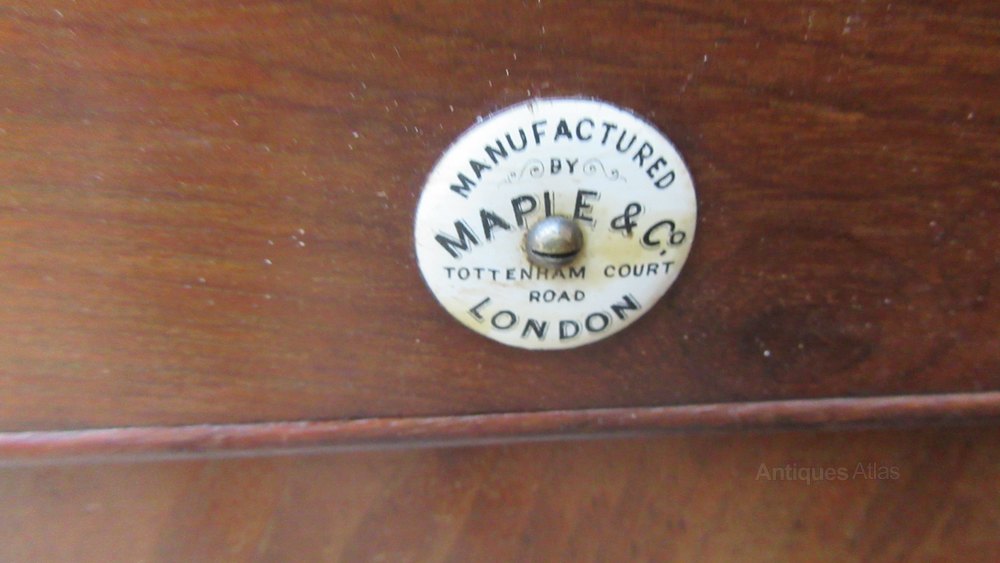 MANUFACTURED
BY
MAPLE & Co.
TOTTENHAM COURT
ROAD
LONDON
Antiques Atlas